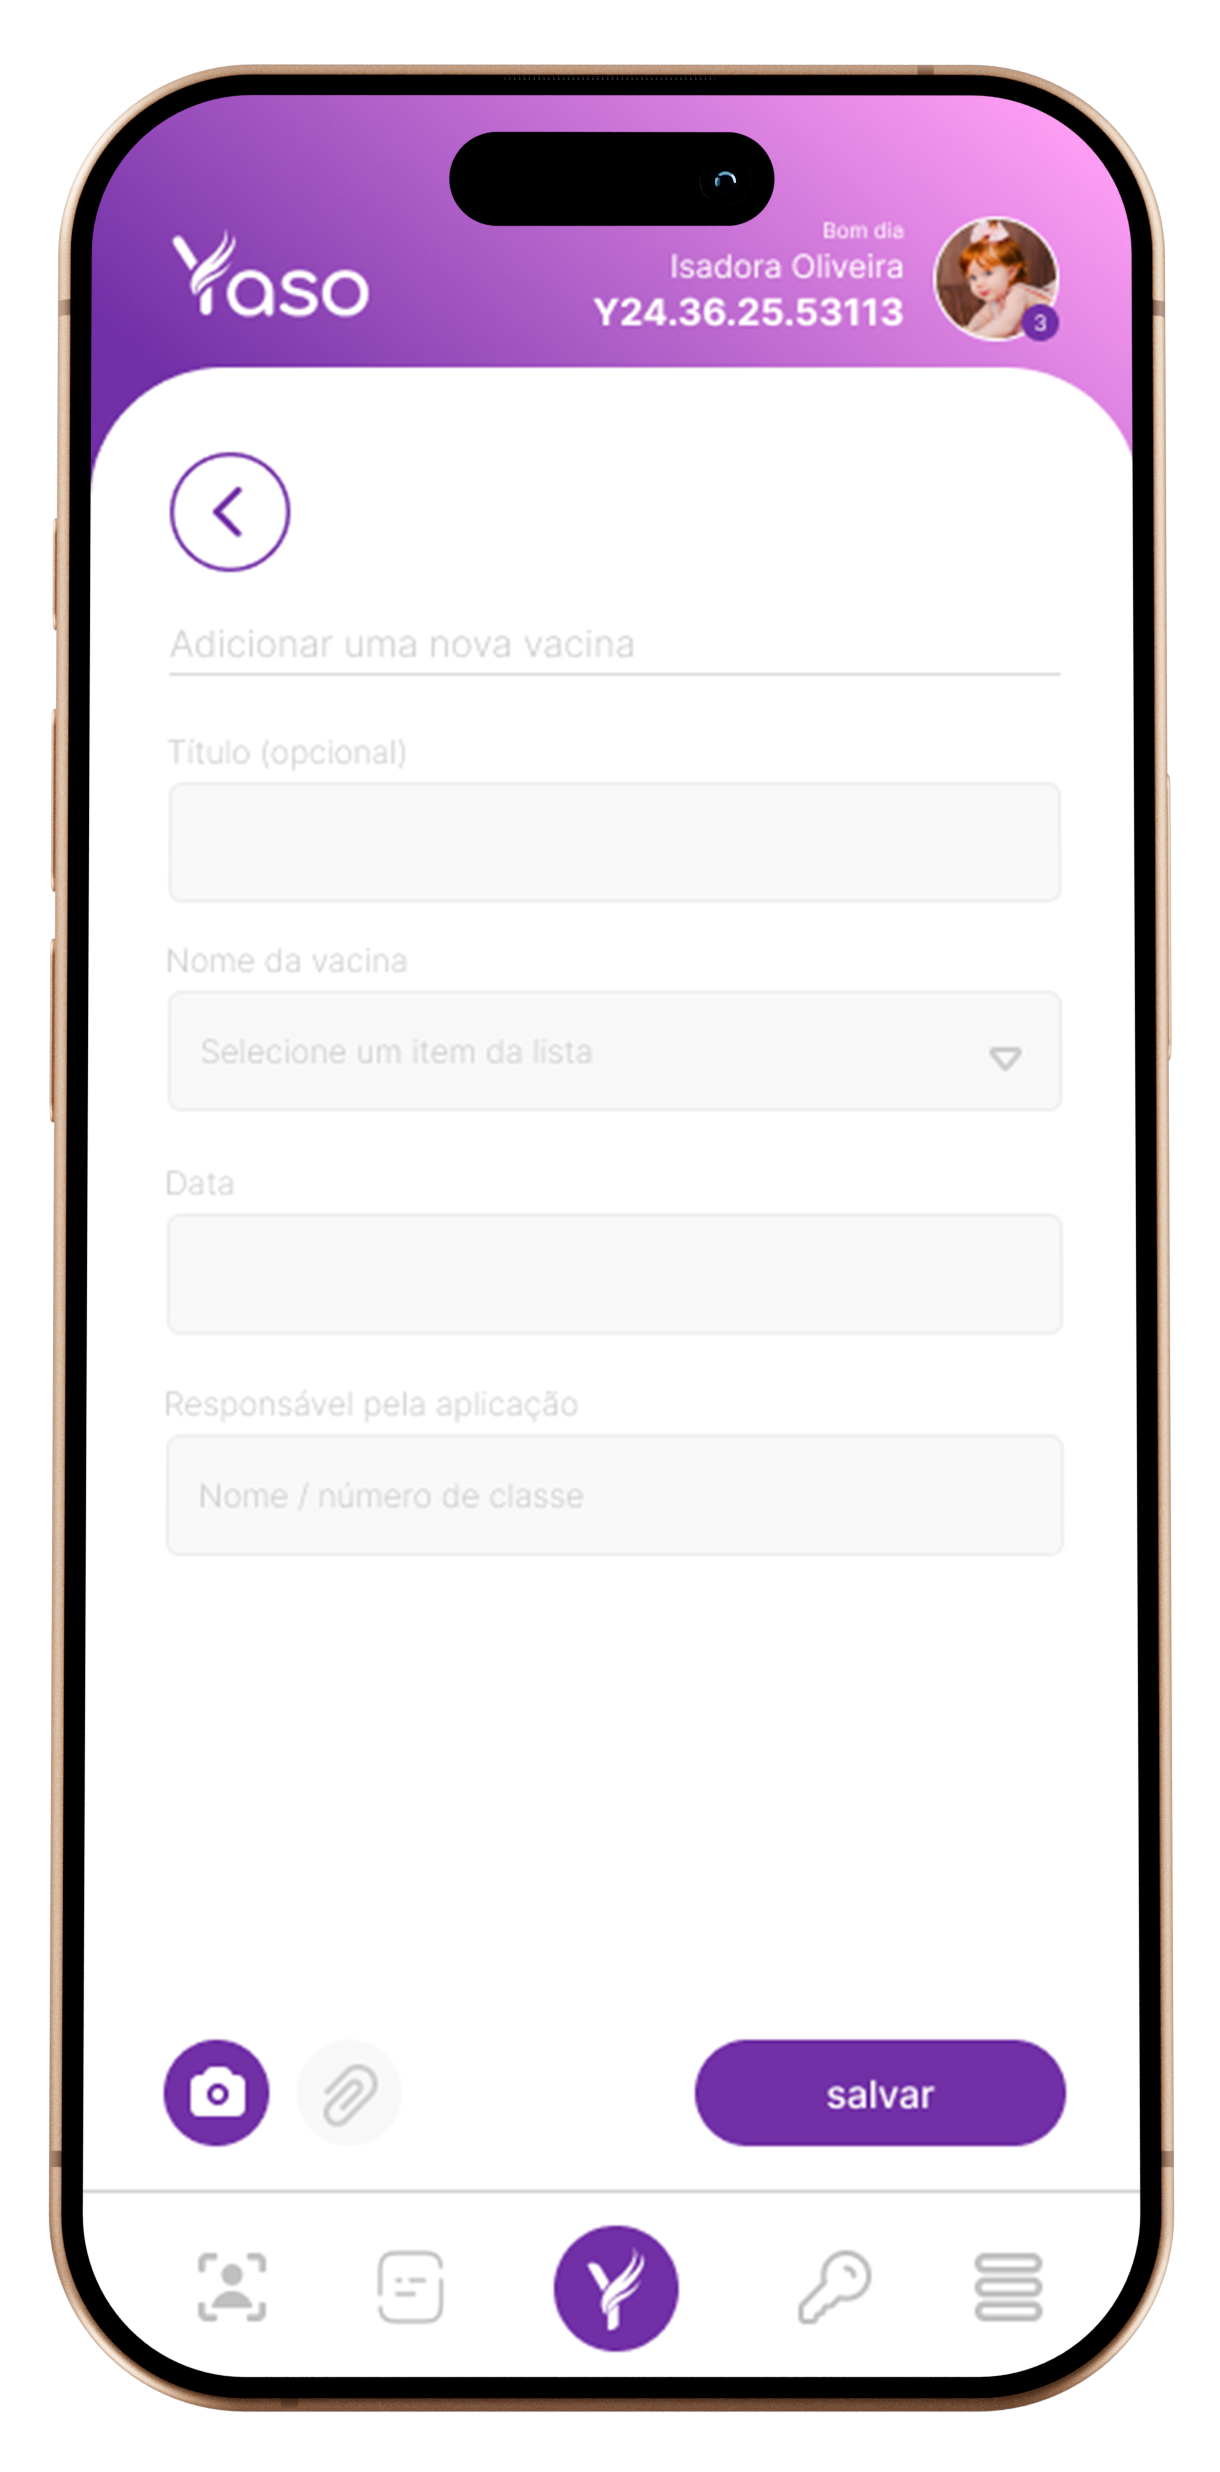 Yaso
Bom dia
Isadora Oliveira
Y24.36.25.53113
3
Adicionar uma nova vacina
Título (opcional)
Nome da vacina
Selecione um item da lista
Data
Responsável pela aplicação
Nome / número de classe
salvar